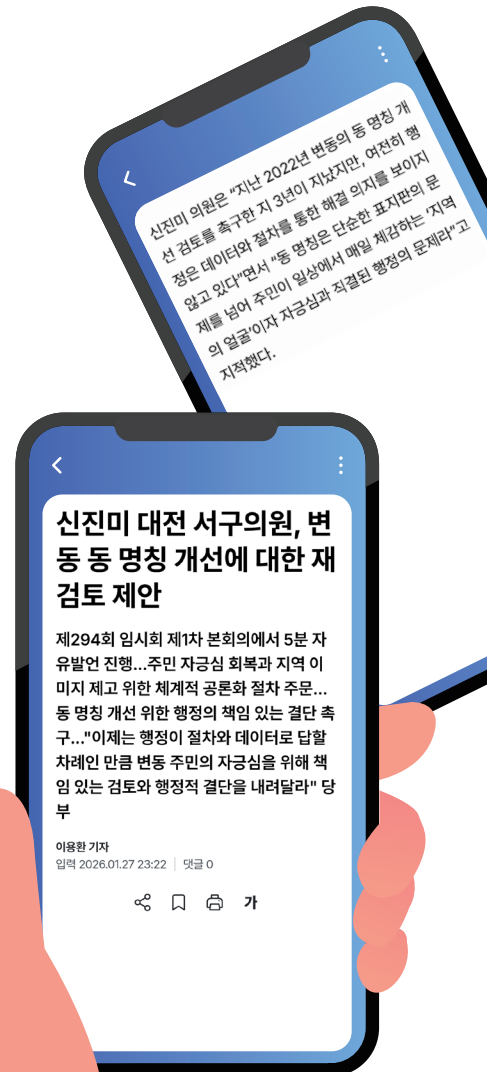 신진미 의원은 “지난 2022년 변동의 동 명칭 개
선 검토를 촉구한 지 3년이 지났지만, 여전히 행
정은 데이터와 절차를 통한 해결 의지를 보이지
않고 있다”면서 “동 명칭은 단순한 표지판의 문
제를 넘어 주민이 일상에서 매일 체감하는 ‘지역
의 얼굴’이자 자긍심과 직결된 행정의 문제라”고
지적했다.
신진미 대전 서구의원, 변
동 동 명칭 개선에 대한 재
검토 제안
제294회 임시회 제1차 본회의에서 5분 자
유발언 진행...주민 자긍심 회복과 지역 이
미지 제고 위한 체계적 공론화 절차 주문...
동 명칭 개선 위한 행정의 책임 있는 결단 촉
구..."이제는 행정이 절차와 데이터로 답할
차례인 만큼 변동 주민의 자긍심을 위해 책
임 있는 검토와 행정적 결단을 내려달라" 당
부
이용환 기자
입력 2026.01.27 23:22 | 댓글 0
가